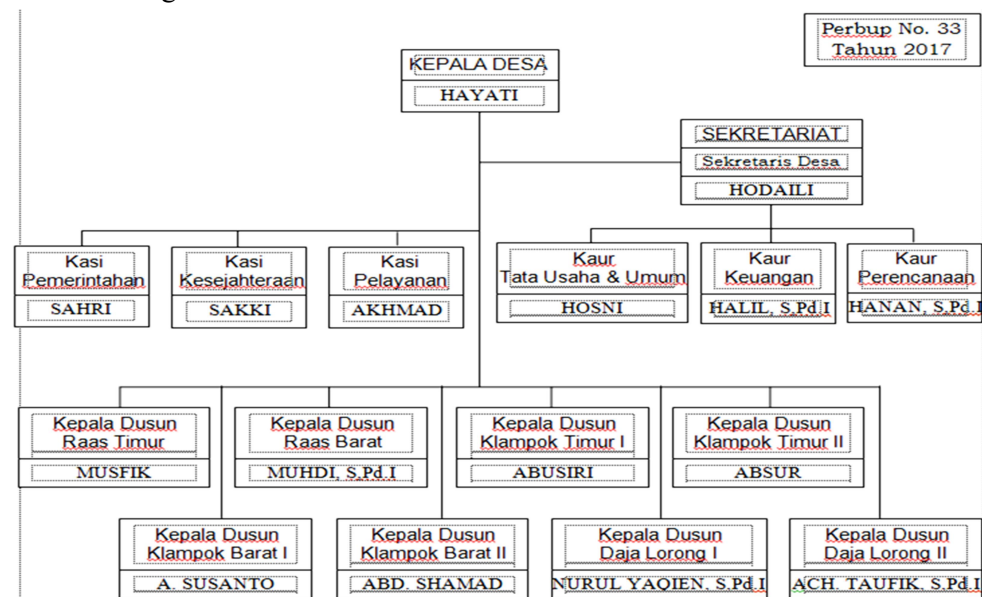 Perbup No. 33
Tahun 2017
KEPALA DESA
HAYATI
SEKRETARIAT
Sekretaris Desa
HODAILI
Kasi
Pemerintahan
SAHRI
Kasi
Kesejahteraan
SAKKI
Kasi
Pelayanan
AKHMAD
Kaur
Tata Usaha & Umum
HOSNI
Kaur
Keuangan
HALIL, S.Pd.I
Kaur
Perencanaan
HANAN, S.Pd.I
Kepala Dusun
Raas Timur
MUSFIK
Kepala Dusun
Raas Barat
MUHDI, S.Pd.I
Kepala Dusun
Klampok Timur I
ABUSIRI
Kepala Dusun
Klampok Timur II
ABSUR
Kepala Dusun
Klampok Barat I
A. SUSANTO
Kepala Dusun
Klampok Barat II
ABD. SHAMAD
Kepala Dusun
Daja Lorong I
NURUL YAQIEN, S.Pd.I
Kepala Dusun
Daja Lorong II
ACH. TAUFIK, S.Pd.I